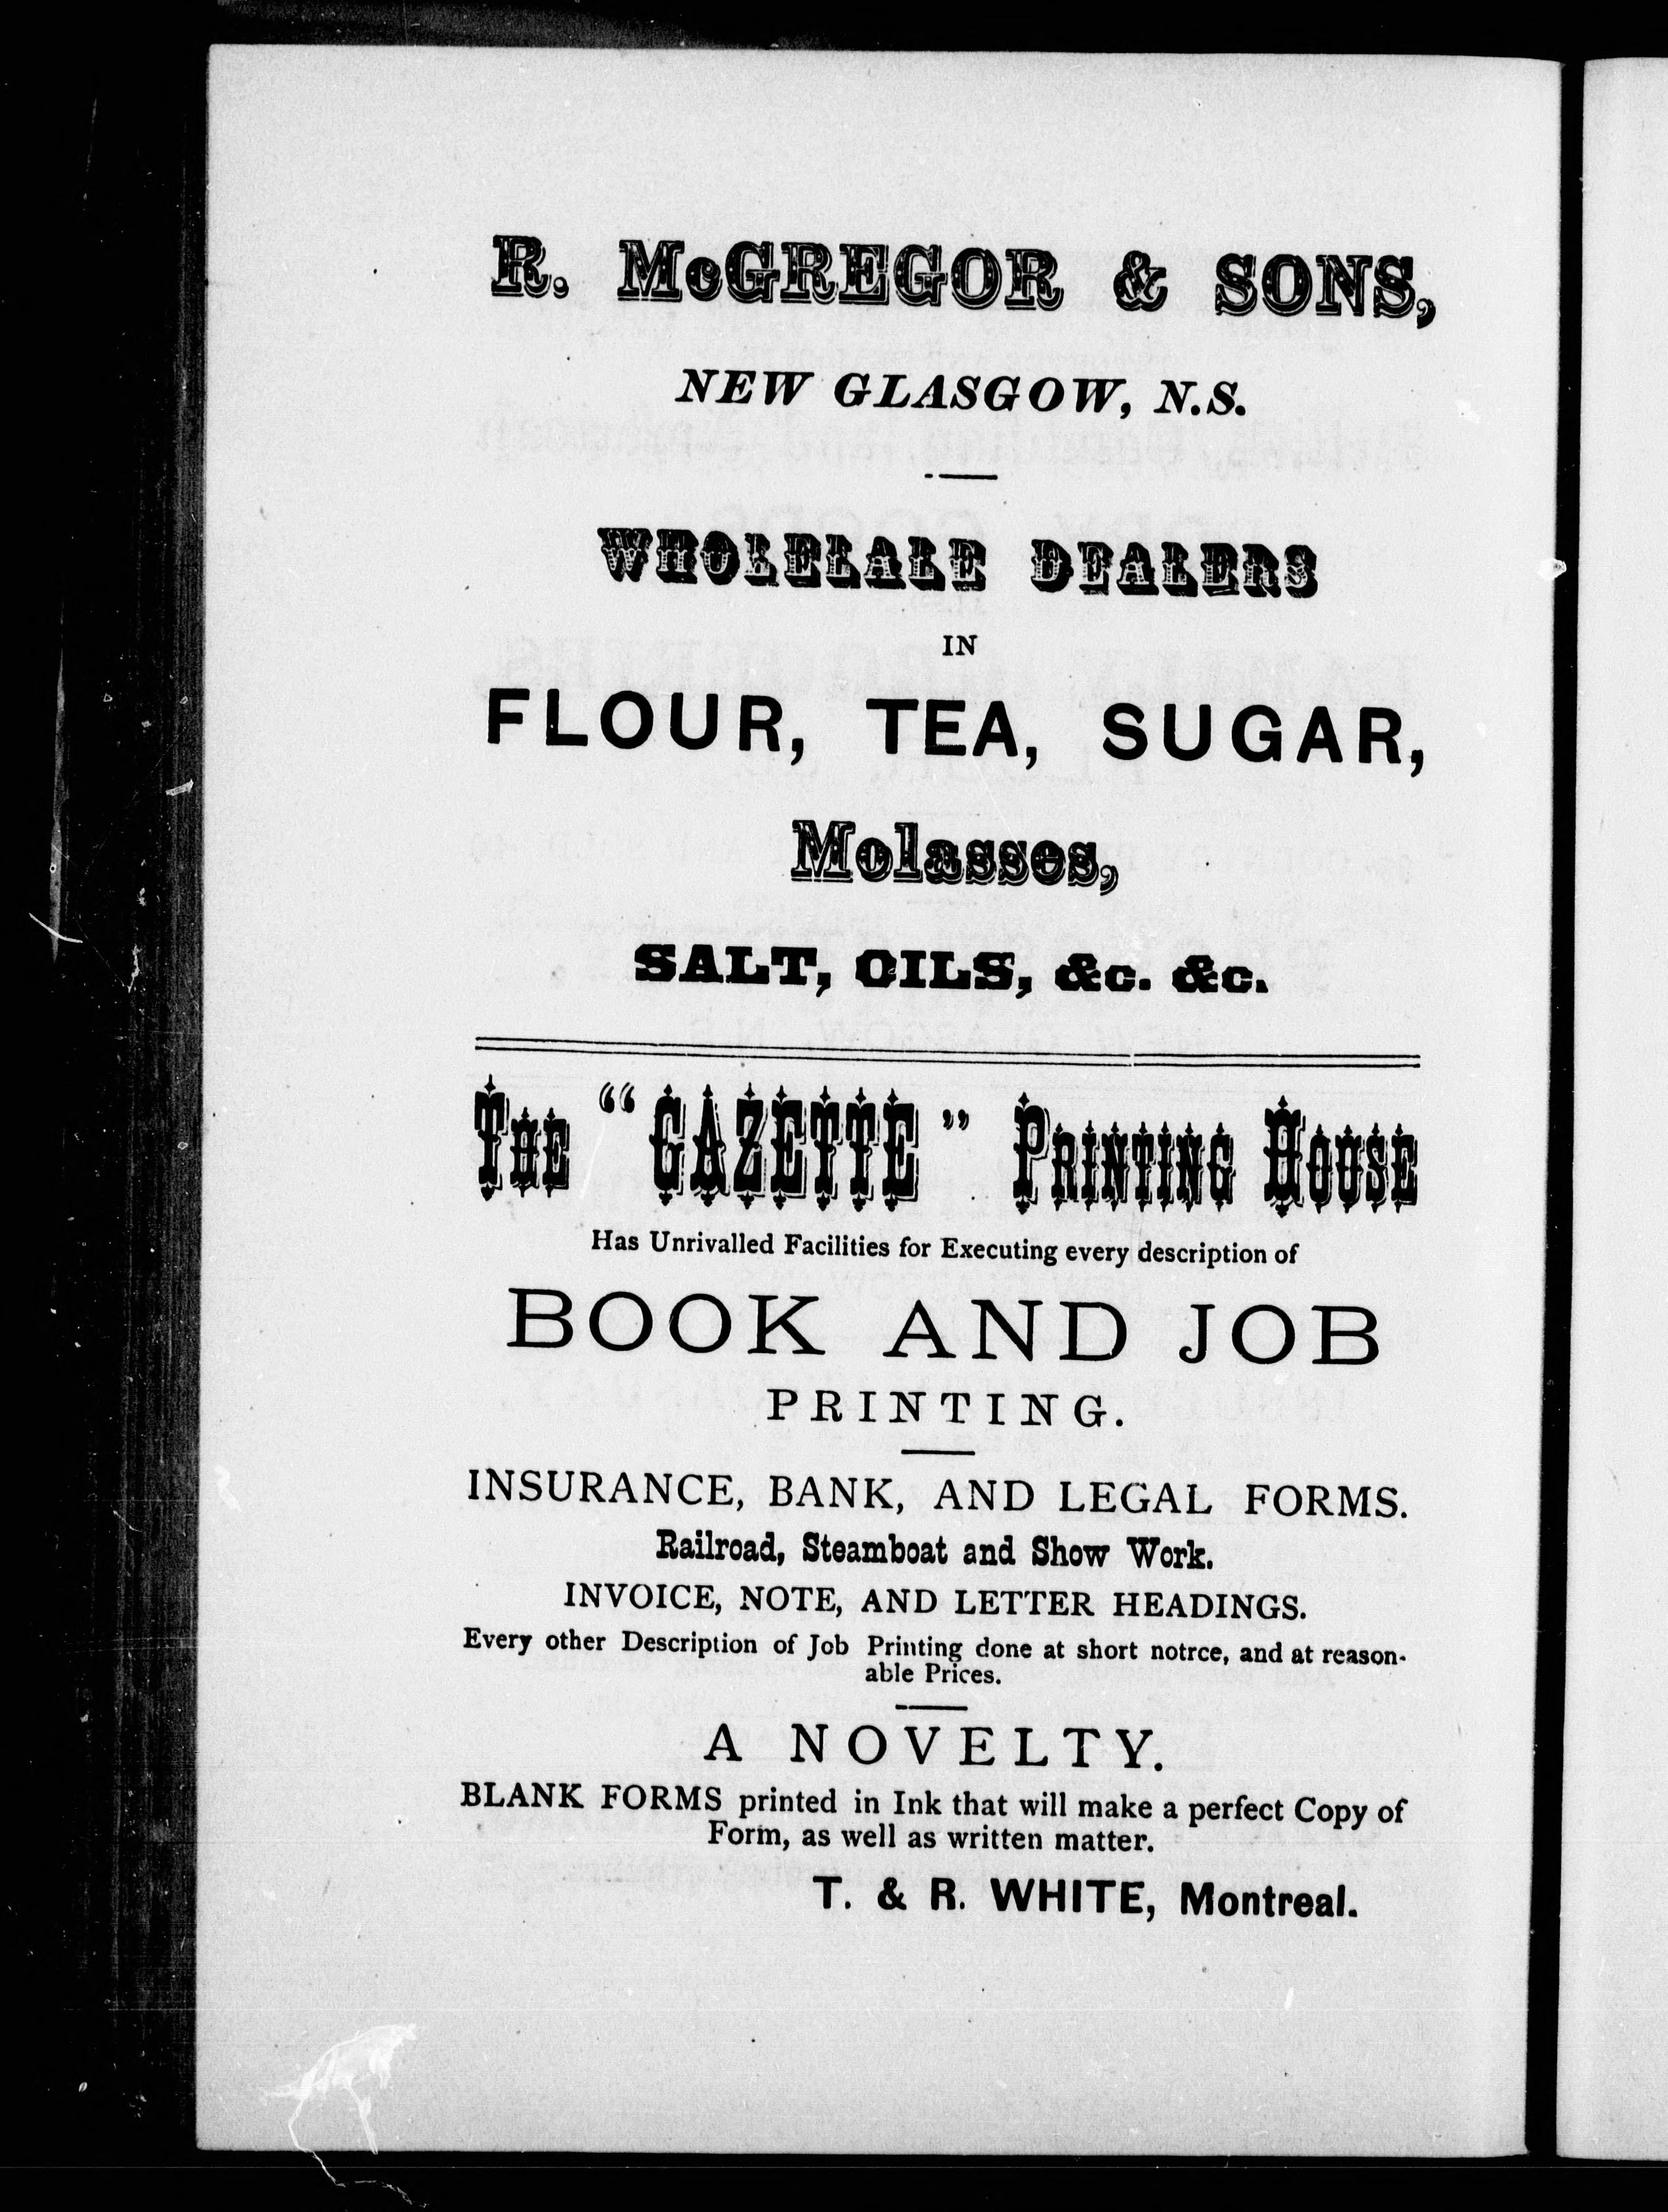 R. McGREGOR & SONS,
NEW GLASGOW, N.S.
WHOLELALE DEALERS
IN
FLOUR, TEA, SUGAR,
Molasses,
SALT, OILS, &c. &c.
THE "GAZETTE" PRINTING HOUSE
Has Unrivalled Facilities for Executing every description of
BOOK AND JOB
PRINTING.
INSURANCE, BANK, AND LEGAL FORMS.
Railroad, Steamboat and Show Work.
INVOICE, NOTE, AND LETTER HEADINGS.
Every other Description of Job Printing done at short notrce, and at reason-
able Prices.
A NOVELTY.
BLANK FORMS printed in Ink that will make a perfect Copy of
Form, as well as written matter.
T. & R. WHITE, Montreal.